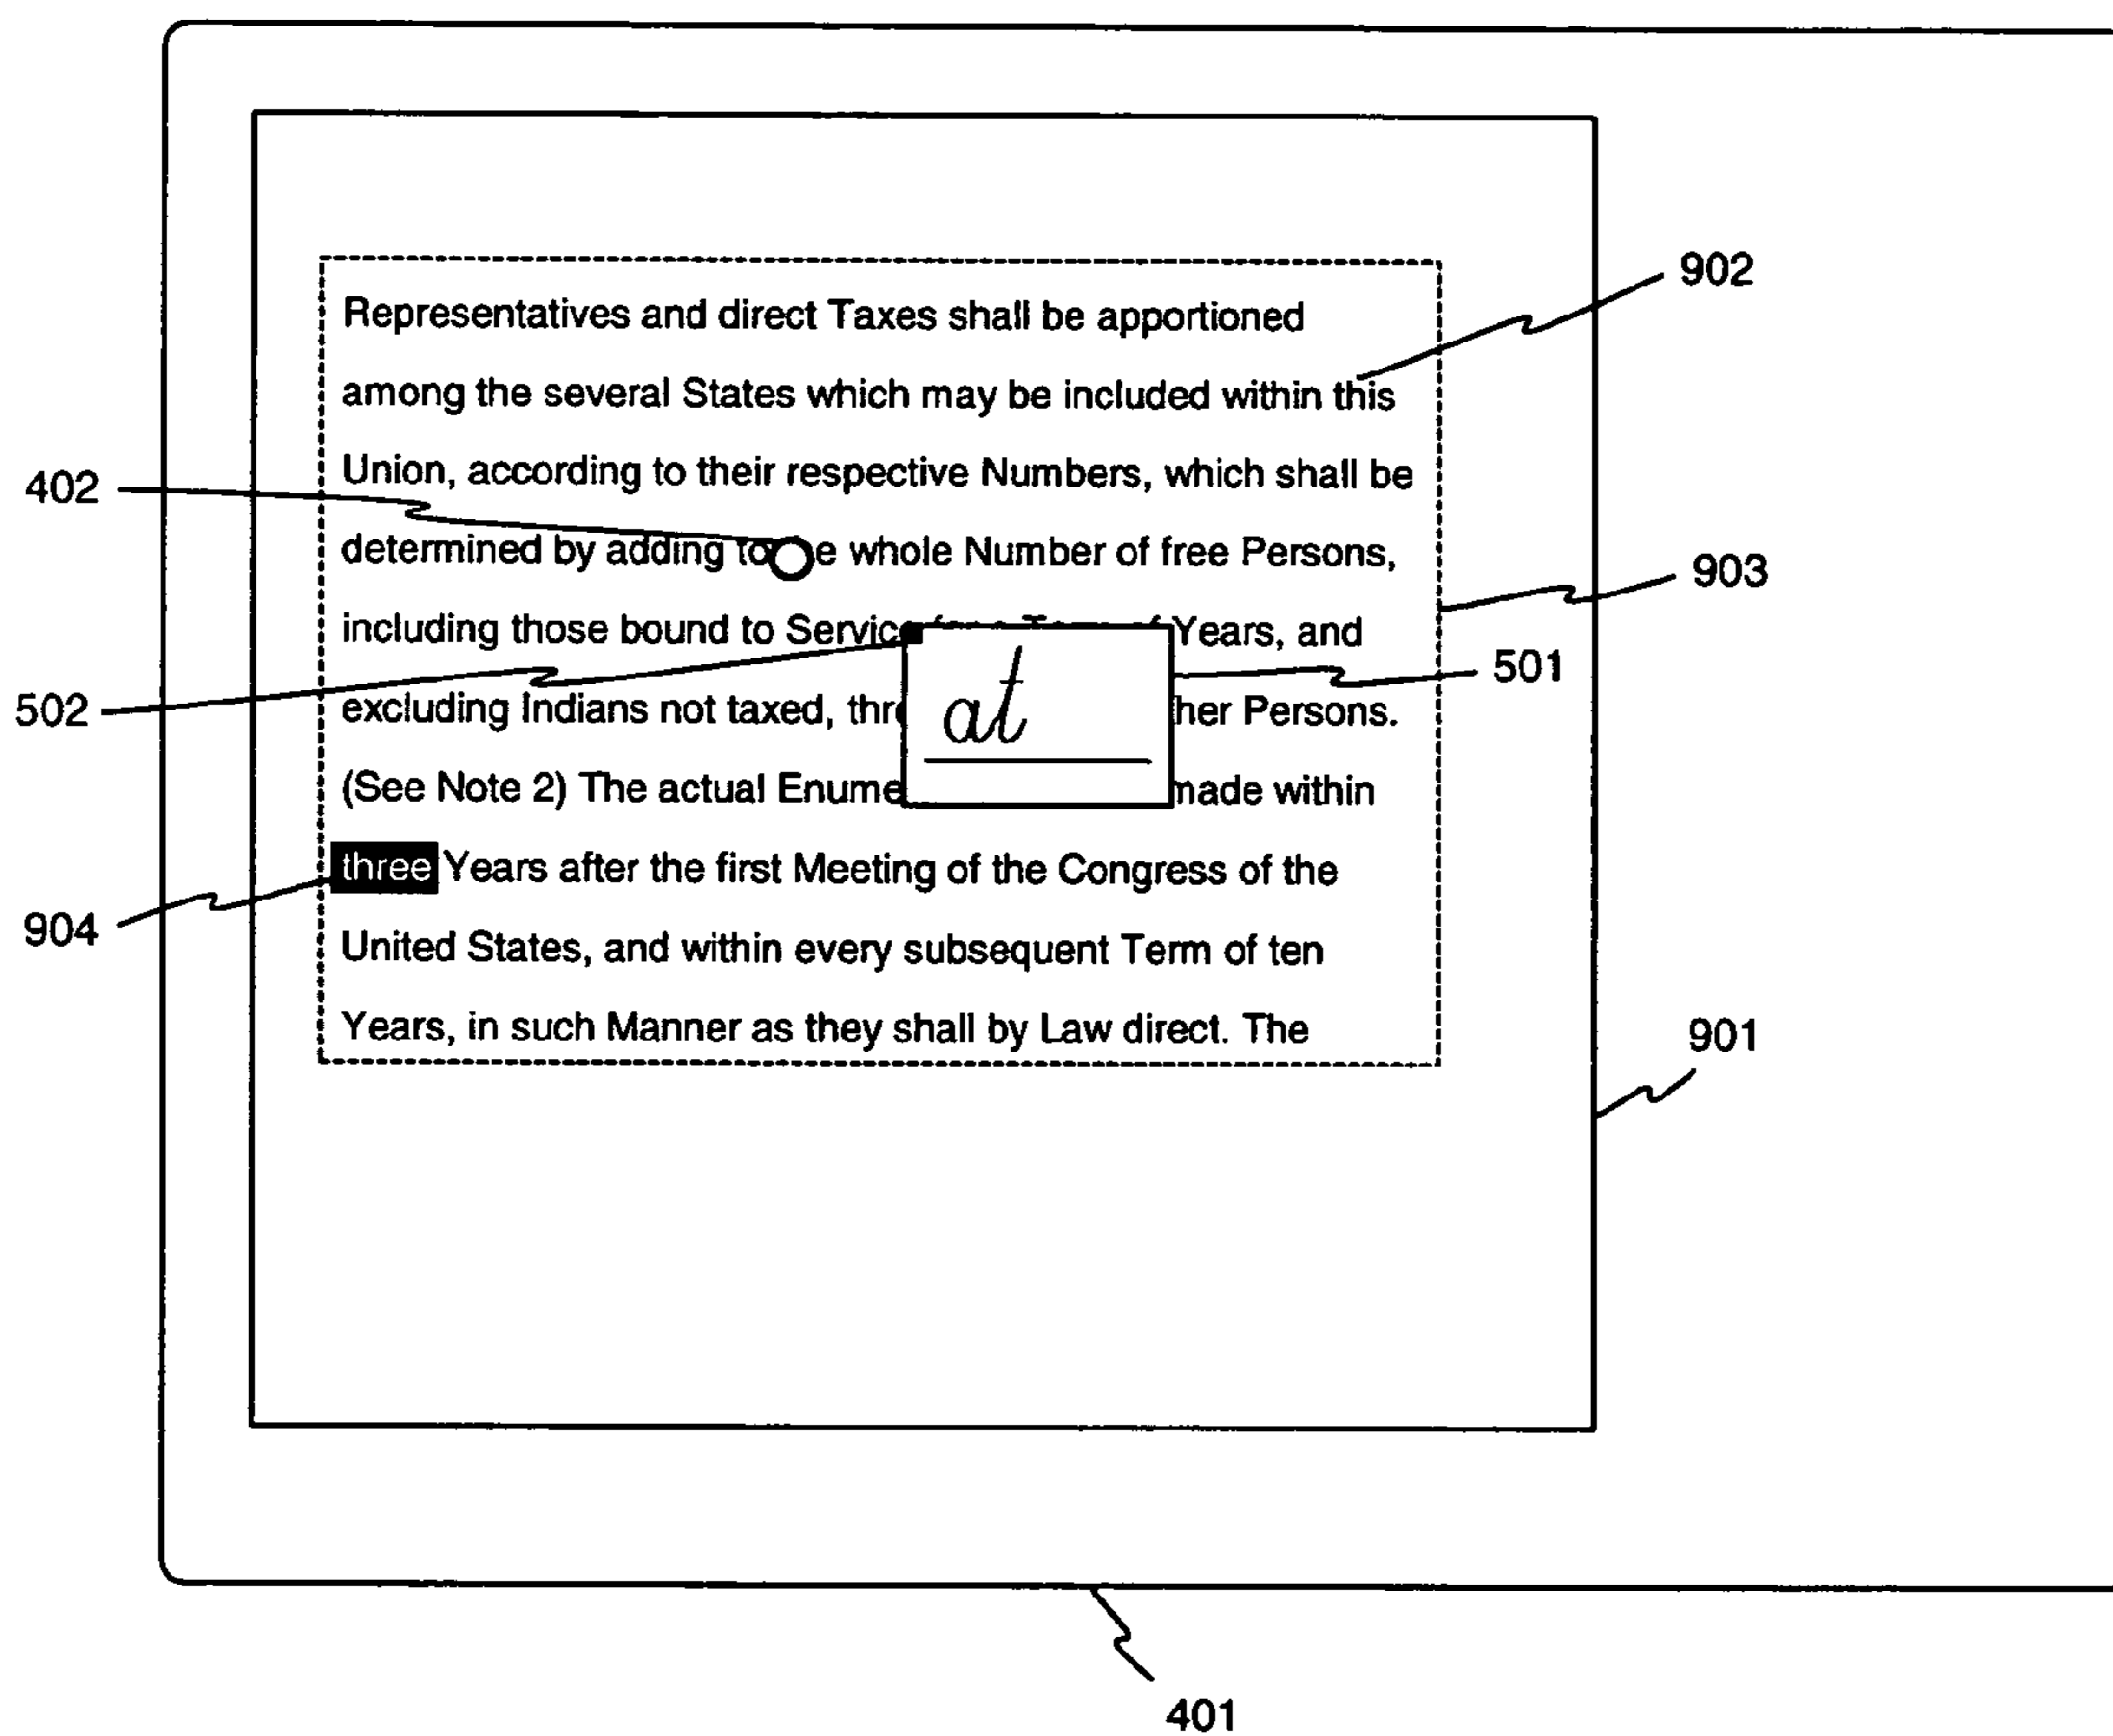 902
Representatives and direct Taxes shall be apportioned
among the several States which may be included within this
Union, according to their respective Numbers, which shall be
402
determined by adding to e whole Number of free Persons,
903
including those bound to Service Years, and
501
502
excluding Indians not taxed, her Persons.
at
(See Note 2) The actual made within
three Years after the first Meeting of the Congress of the
904
United States, and within every subsequent Term of ten
Years, in such Manner as they shall by Law direct. The
901
401